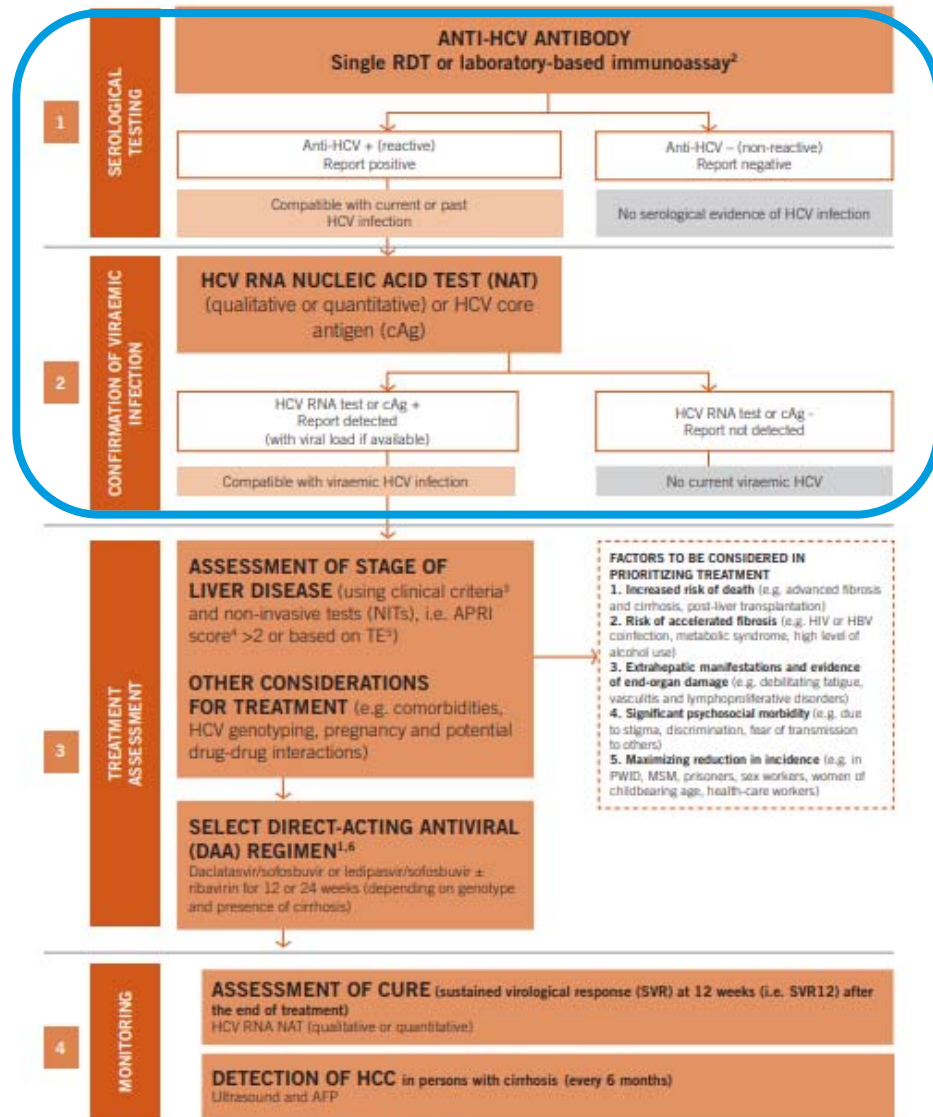 1
SEROLOGICAL
TESTING
ANTI-HCV ANTIBODY
Single RDT or laboratory-based immunoassay²
Anti-HCV + (reactive)
Report positive
Anti-HCV – (non-reactive)
Report negative
Compatible with current or past
HCV infection
No serological evidence of HCV infection
2
CONFIRMATION OF VIRAEMIC
INFECTION
HCV RNA NUCLEIC ACID TEST (NAT)
(qualitative or quantitative) or HCV core
antigen (cAg)
HCV RNA test or cAg +
Report detected
(with viral load if available)
HCV RNA test or cAg -
Report not detected
Compatible with viraemic HCV infection
No current viraemic HCV
3
TREATMENT
ASSESSMENT
ASSESSMENT OF STAGE OF
LIVER DISEASE (using clinical criteria³
and non-invasive tests (NITs), i.e. APRI
score⁴ >2 or based on TE⁵)
OTHER CONSIDERATIONS
FOR TREATMENT (e.g. comorbidities,
HCV genotyping, pregnancy and potential
drug-drug interactions)
FACTORS TO BE CONSIDERED IN
PRIORITIZING TREATMENT
1. Increased risk of death (e.g. advanced fibrosis
and cirrhosis, post-liver transplantation)
2. Risk of accelerated fibrosis (e.g. HIV or HBV
coinfection, metabolic syndrome, high level of
alcohol use)
3. Extrahepatic manifestations and evidence
of end-organ damage (e.g. debilitating fatigue,
vasculitis and lymphoproliferative disorders)
4. Significant psychosocial morbidity (e.g. due
to stigma, discrimination, fear of transmission
to others)
5. Maximizing reduction in incidence (e.g. in
PWID, MSM, prisoners, sex workers, women of
childbearing age, health-care workers)
SELECT DIRECT-ACTING ANTIVIRAL
(DAA) REGIMEN¹,⁶
Daclatasvir/sofosbuvir or ledipasvir/sofosbuvir ±
ribavirin for 12 or 24 weeks (depending on genotype
and presence of cirrhosis)
4
MONITORING
ASSESSMENT OF CURE (sustained virological response (SVR) at 12 weeks (i.e. SVR12) after
the end of treatment)
HCV RNA NAT (qualitative or quantitative)
DETECTION OF HCC in persons with cirrhosis (every 6 months)
Ultrasound and AFP